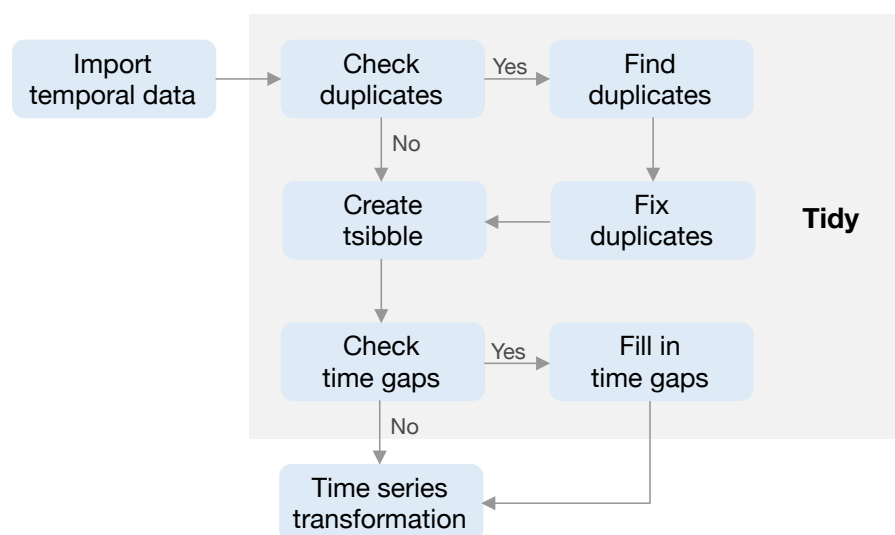 Import
temporal data
Check
duplicates
Yes
Find
duplicates
No
Create
tsibble
Fix
duplicates
Tidy
Check
time gaps
Yes
Fill in
time gaps
No
Time series
transformation